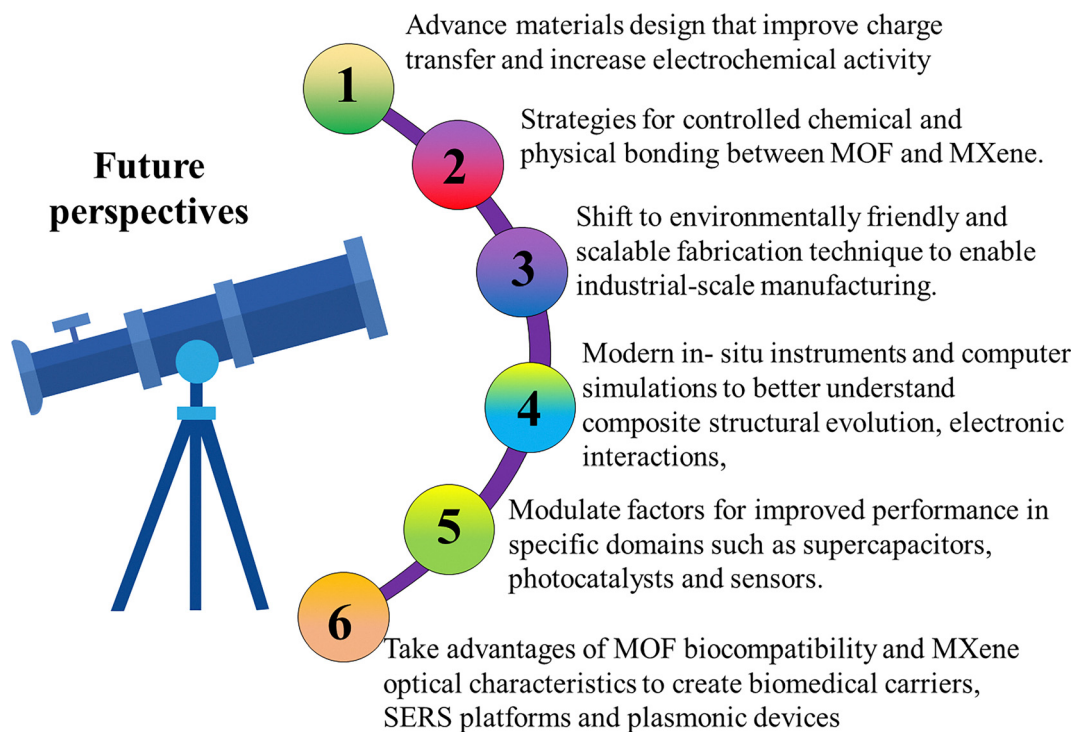 Future
perspectives
1
Advance materials design that improve charge
transfer and increase electrochemical activity
2
Strategies for controlled chemical and
physical bonding between MOF and MXene.
3
Shift to environmentally friendly and
scalable fabrication technique to enable
industrial-scale manufacturing.
4
Modern in- situ instruments and computer
simulations to better understand
composite structural evolution, electronic
interactions,
5
Modulate factors for improved performance in
specific domains such as supercapacitors,
photocatalysts and sensors.
6
Take advantages of MOF biocompatibility and MXene
optical characteristics to create biomedical carriers,
SERS platforms and plasmonic devices